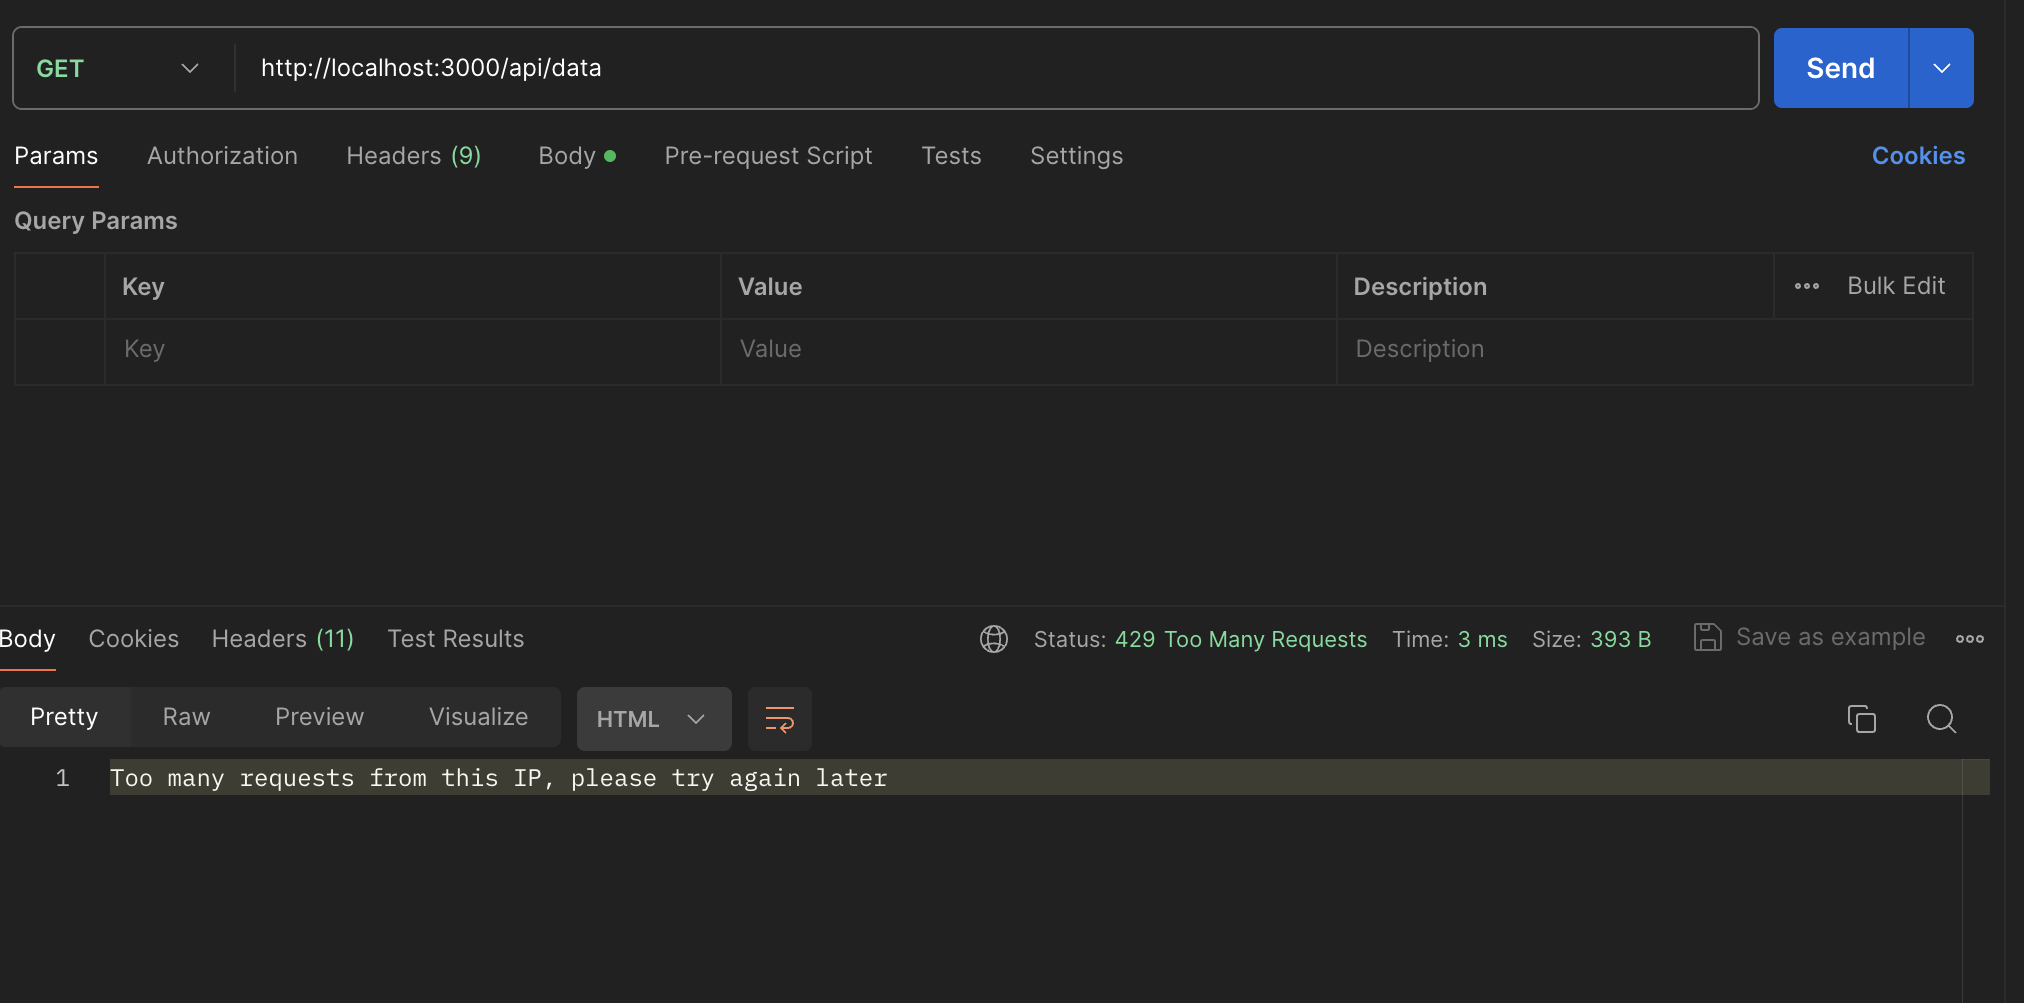 GET http://localhost:3000/api/data Send
Params Authorization Headers (9) Body Pre-request Script Tests Settings Cookies
Query Params
Key Value Description Bulk Edit
Key Value Description
Body Cookies Headers (11) Test Results Status: 429 Too Many Requests Time: 3 ms Size: 393 B Save as example
Pretty Raw Preview Visualize HTML
1 Too many requests from this IP, please try again later